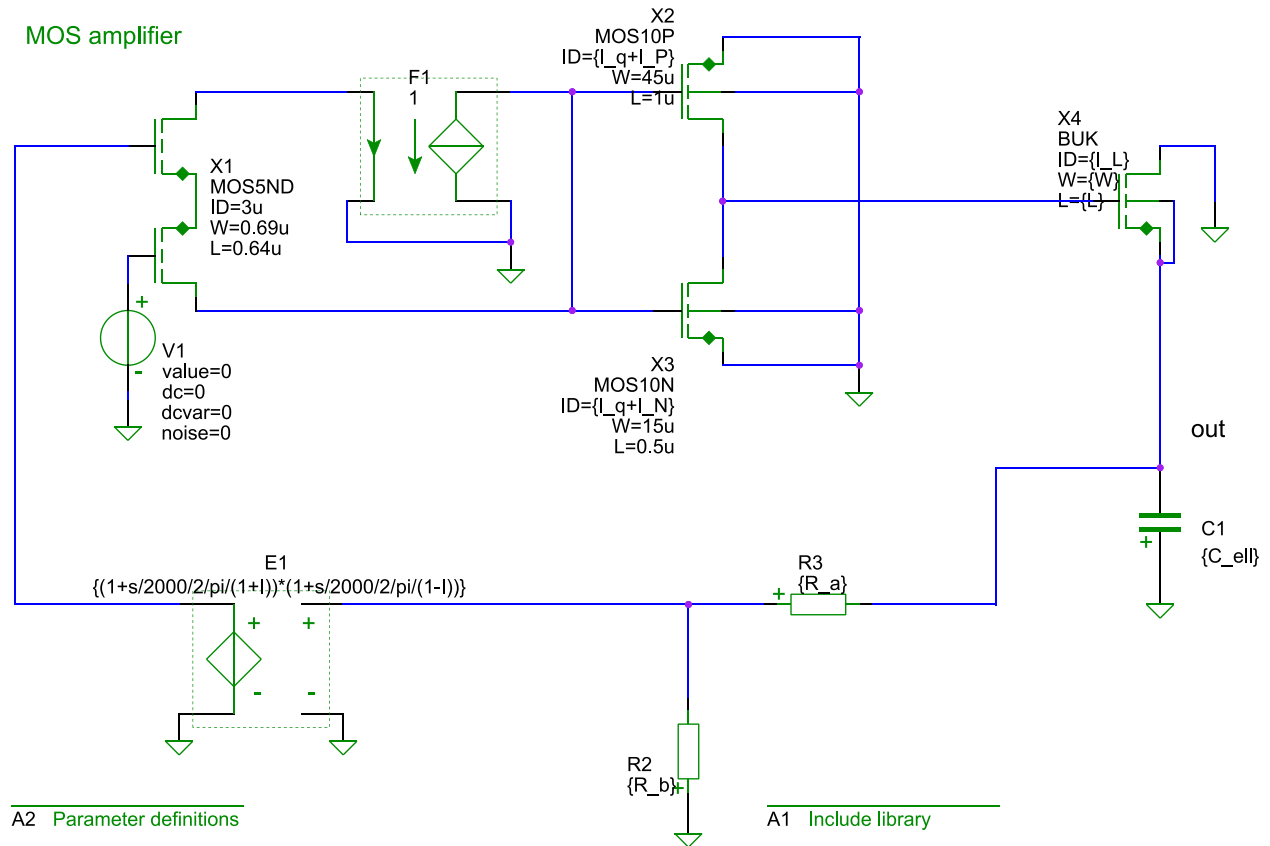 MOS amplifier
X2
MOS10P
ID={I_q+I_P}
W=45u
L=1u
F1
1
X4
BUK
ID={I_L}
W={W}
L={L}
X1
MOS5ND
ID=3u
W=0.69u
L=0.64u
+
-
V1
value=0
dc=0
dcvar=0
noise=0
X3
MOS10N
ID={I_q+I_N}
W=15u
L=0.5u
out
C1
{C_ell}
+
E1
{(1+s/2000/2/pi/(1+I))*(1+s/2000/2/pi/(1-I))}
+ +
- -
R3
{R_a}
+
R2
{R_b}
+
A2 Parameter definitions
A1 Include library